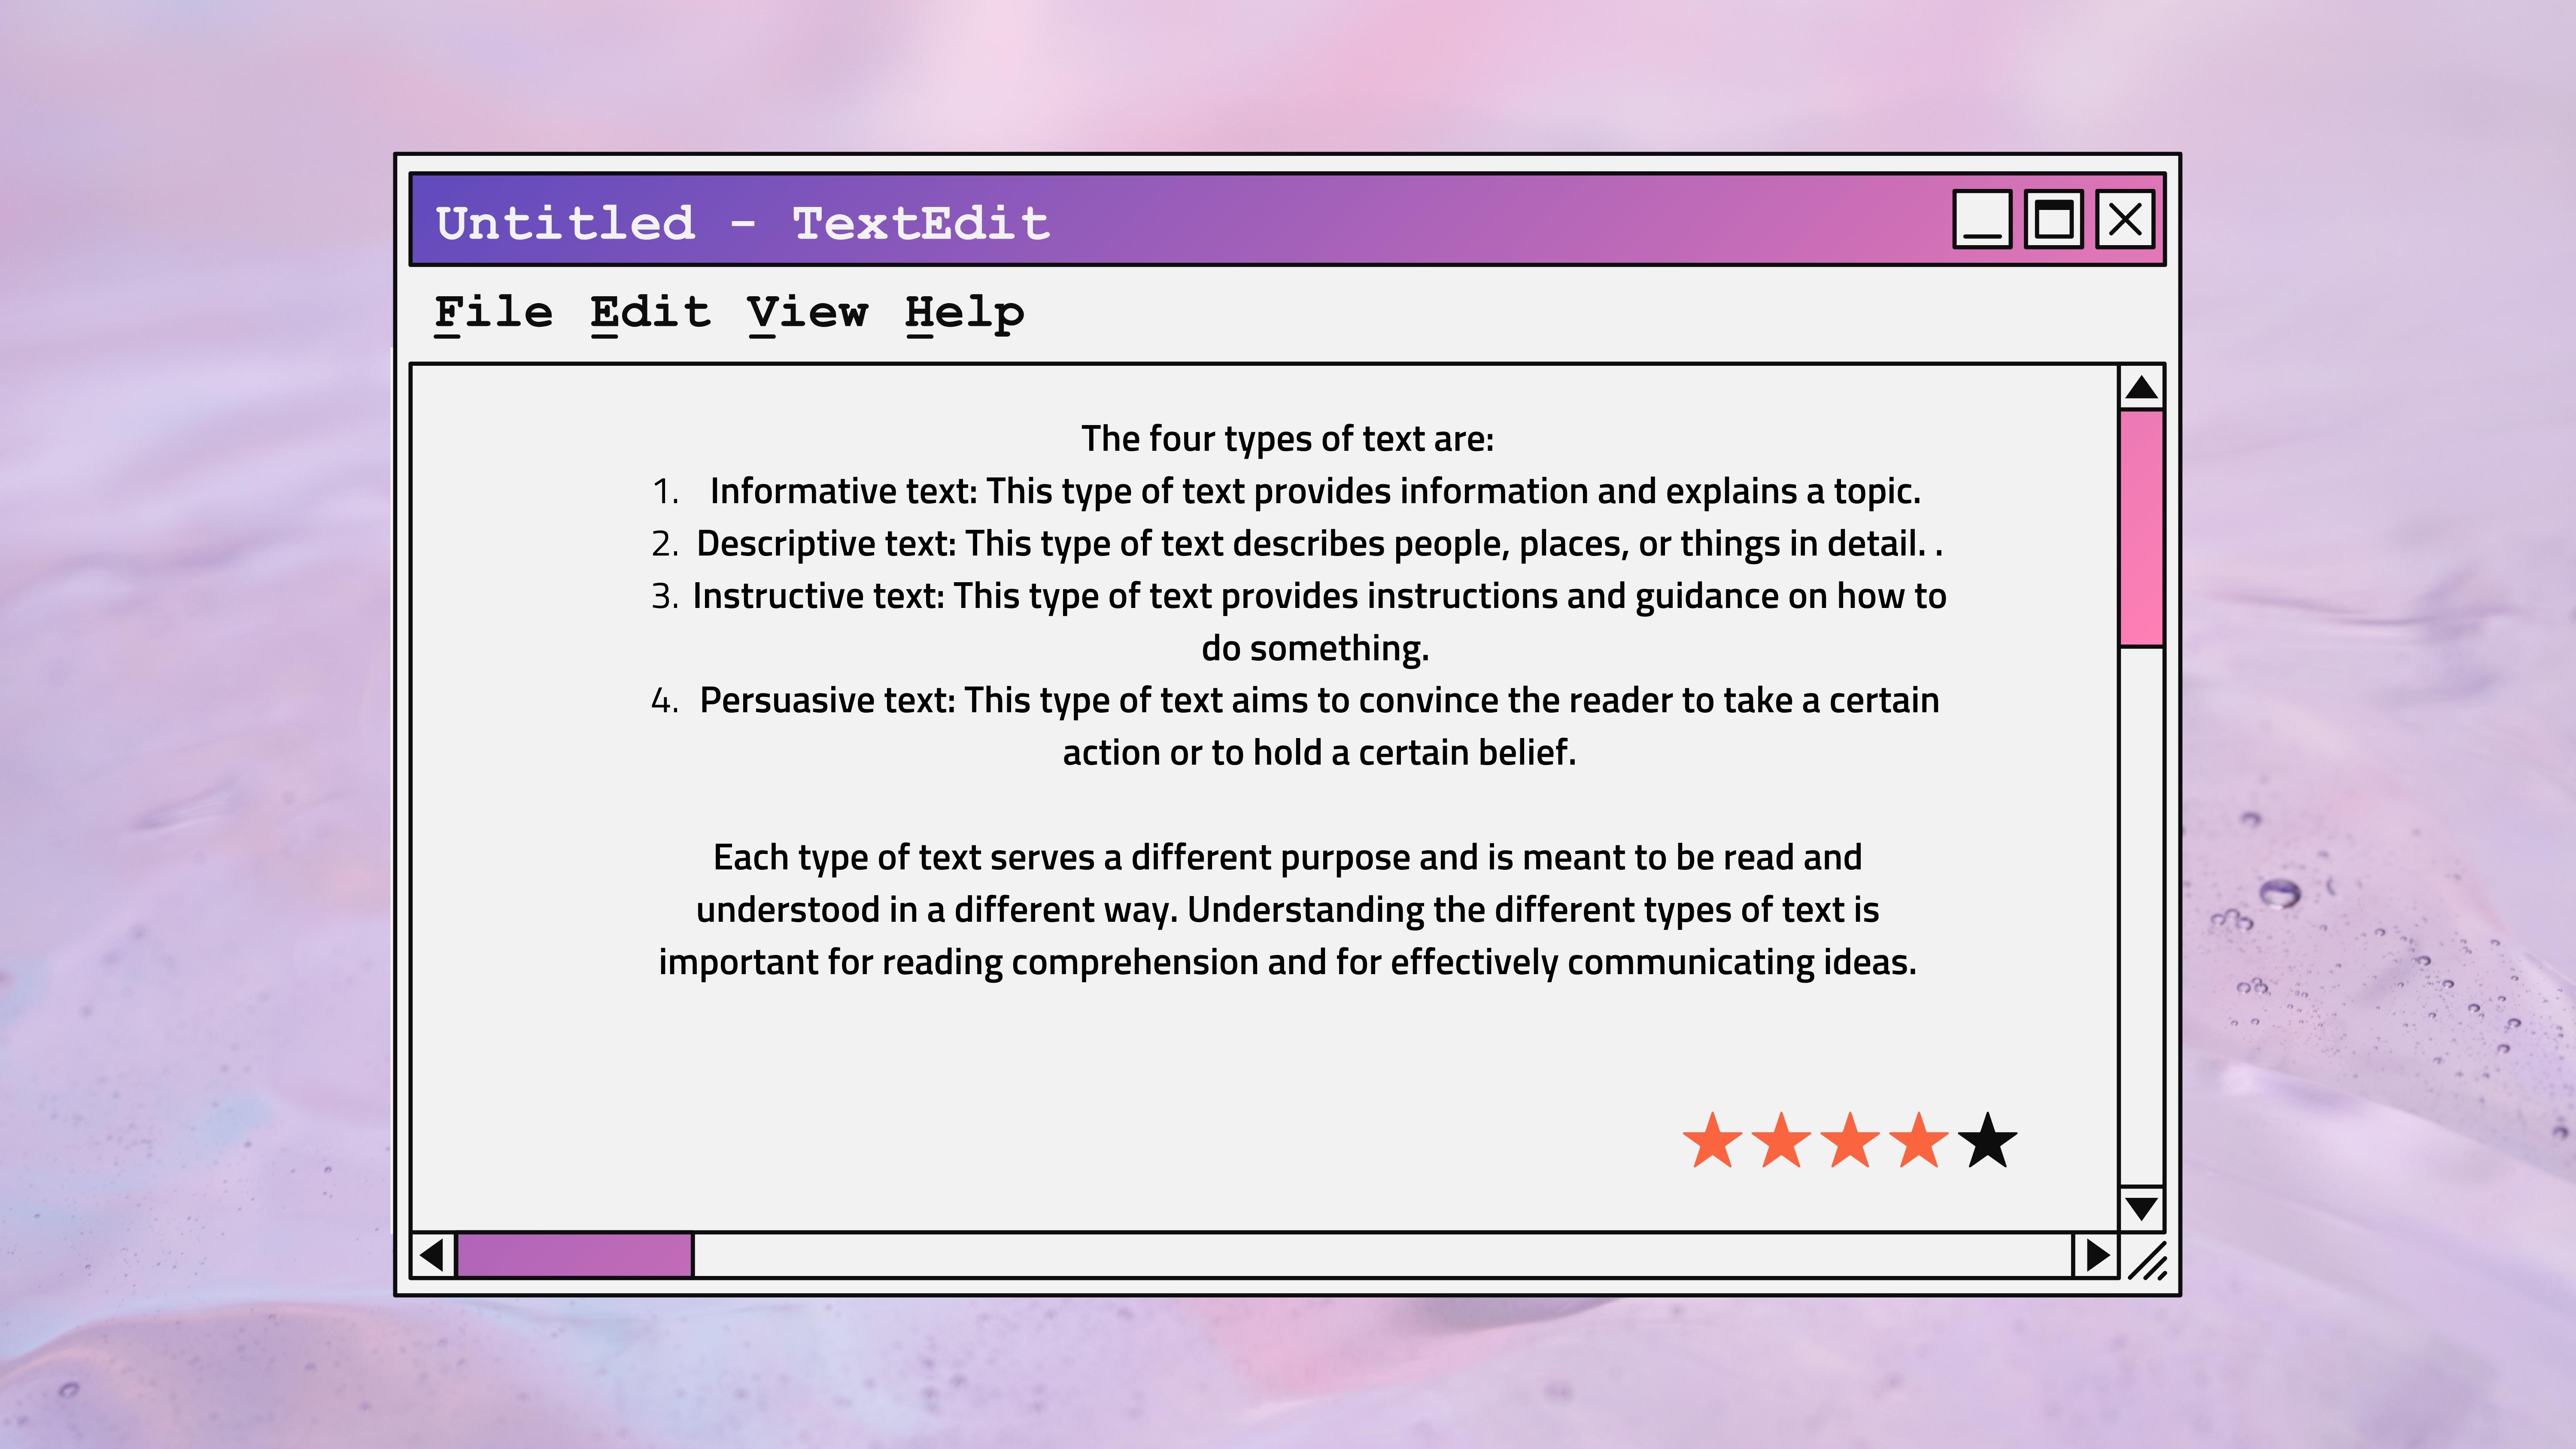 Untitled - TextEdit
File Edit View Help
The four types of text are:
1. Informative text: This type of text provides information and explains a topic.
2. Descriptive text: This type of text describes people, places, or things in detail. .
3. Instructive text: This type of text provides instructions and guidance on how to
do something.
4. Persuasive text: This type of text aims to convince the reader to take a certain
action or to hold a certain belief.
Each type of text serves a different purpose and is meant to be read and
understood in a different way. Understanding the different types of text is
important for reading comprehension and for effectively communicating ideas.